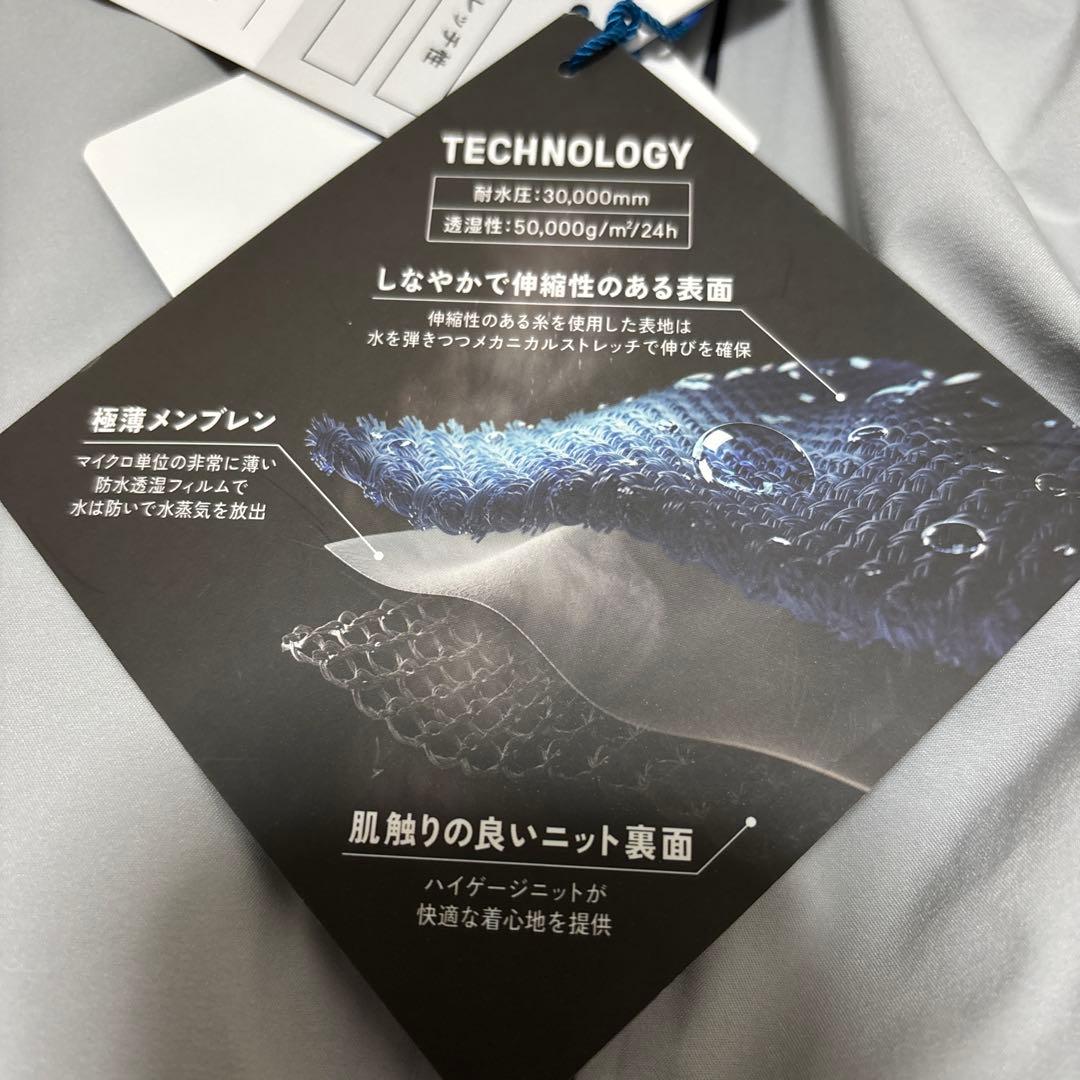 レッチ性
TECHNOLOGY
耐水圧:30,000mm
透湿性:50,000g/m²/24h
しなやかで伸縮性のある表面
伸縮性のある糸を使用した表地は
水を弾きつつメカニカルストレッチで伸びを確保
極薄メンブレン
マイクロ単位の非常に薄い
防水透湿フィルムで
水は防いで水蒸気を放出
肌触りの良いニット裏面
ハイゲージニットが
快適な着心地を提供